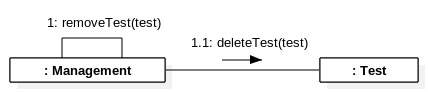 1: removeTest(test)
1.1: deleteTest(test)
: Management
: Test